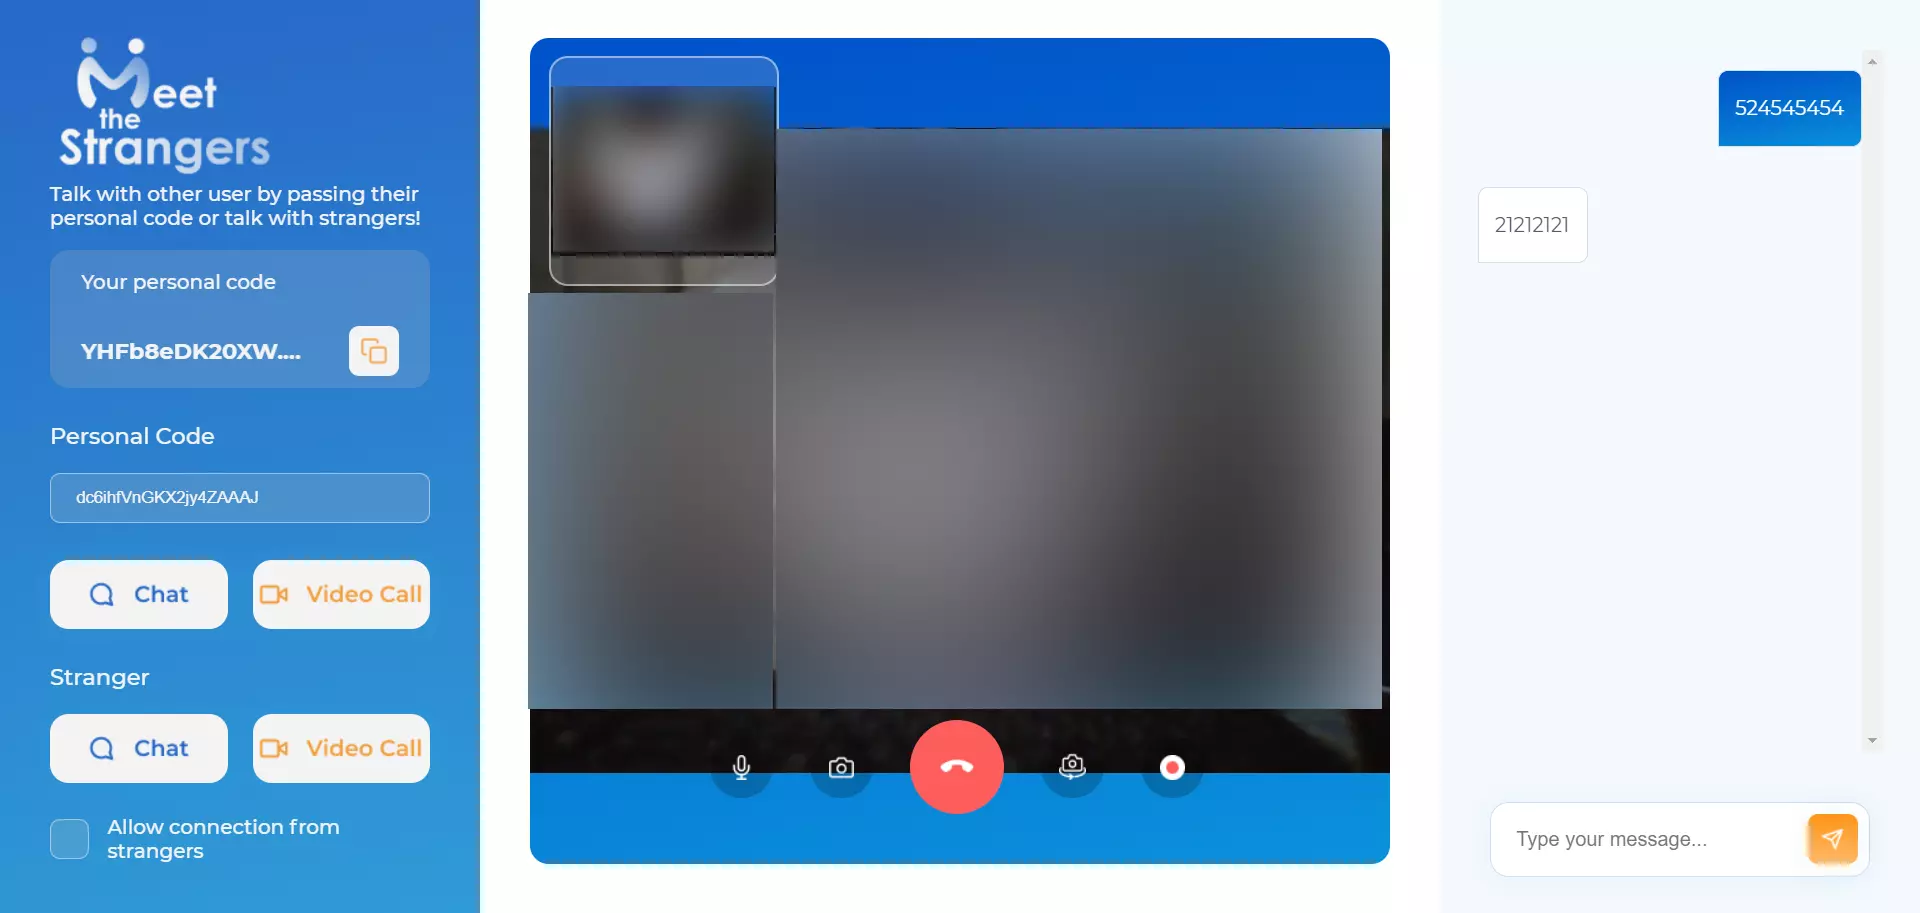 Meet
the
Strangers
Talk with other user by passing their
personal code or talk with strangers!
Your personal code
YHFb8eDK20XW....
Personal Code
dc6ihfVnGKX2jy4ZAAAJ
Chat
Video Call
Stranger
Chat
Video Call
Allow connection from
strangers
524545454
21212121
Type your message...